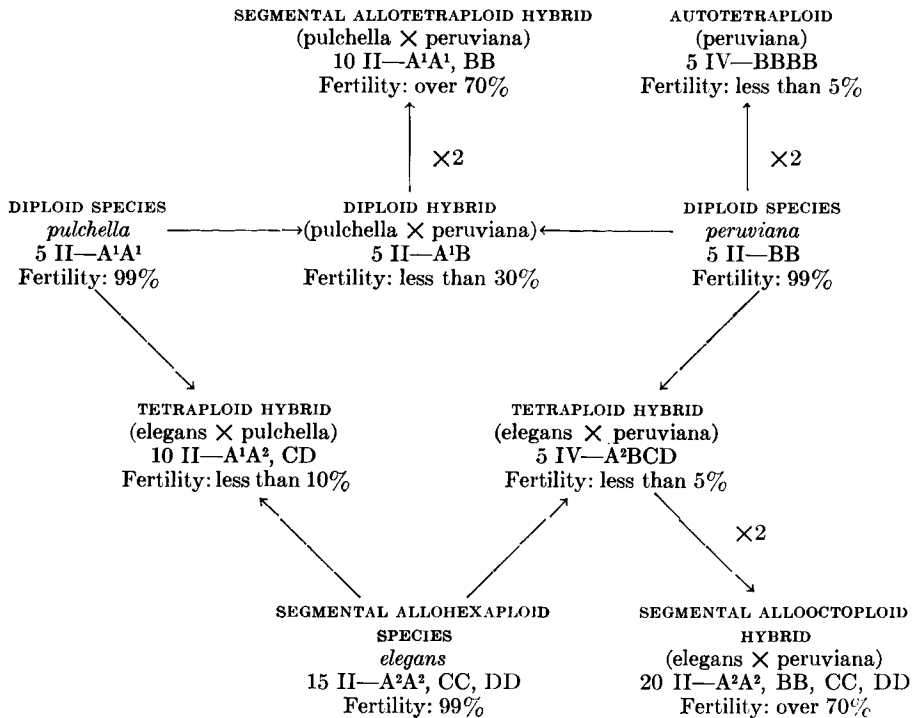 SEGMENTAL ALLOTETRAPLOID HYBRID
(pulchella × peruviana)
10 II—A¹A¹, BB
Fertility: over 70%
AUTOTETRAPLOID
(peruviana)
5 IV—BBBB
Fertility: less than 5%
×2
×2
DIPLOID SPECIES
pulchella
5 II—A¹A¹
Fertility: 99%
DIPLOID HYBRID
(pulchella × peruviana)
5 II—A¹B
Fertility: less than 30%
DIPLOID SPECIES
peruviana
5 II—BB
Fertility: 99%
TETRAPLOID HYBRID
(elegans × pulchella)
10 II—A¹A², CD
Fertility: less than 10%
TETRAPLOID HYBRID
(elegans × peruviana)
5 IV—A²BCD
Fertility: less than 5%
×2
SEGMENTAL ALLOHEXAPLOID
SPECIES
elegans
15 II—A²A², CC, DD
Fertility: 99%
SEGMENTAL ALLOOCTOPLOID
HYBRID
(elegans × peruviana)
20 II—A²A², BB, CC, DD
Fertility: over 70%